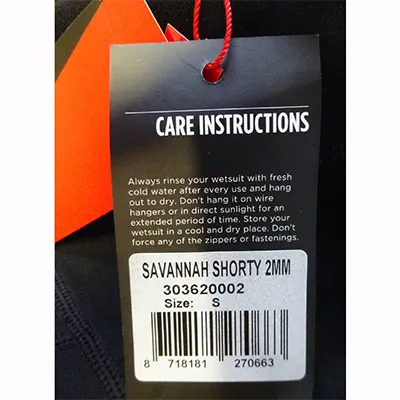 CARE INSTRUCTIONS
Always rinse your wetsuit with fresh
cold water after every use and hang
out to dry. Don't hang it on wire
hangers or in direct sunlight for an
extended period of time. Store your
wetsuit in a cool and dry place. Don't
force any of the zippers or fastenings.
SAVANNAH SHORTY 2MM
303620002
Size: S
8 718181 270663